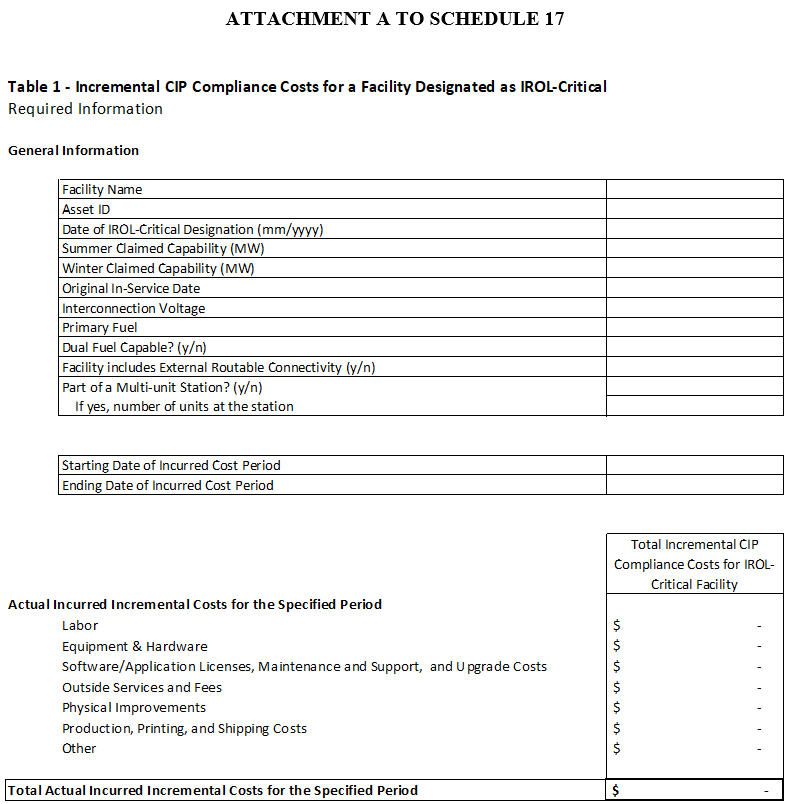 ATTACHMENT A TO SCHEDULE 17
Table 1 - Incremental CIP Compliance Costs for a Facility Designated as IROL-Critical
Required Information
General Information
Facility Name
Asset ID
Date of IROL-Critical Designation (mm/yyyy)
Summer Claimed Capability (MW)
Winter Claimed Capability (MW)
Original In-Service Date
Interconnection Voltage
Primary Fuel
Dual Fuel Capable? (y/n)
Facility includes External Routable Connectivity (y/n)
Part of a Multi-unit Station? (y/n)
If yes, number of units at the station
Starting Date of Incurred Cost Period
Ending Date of Incurred Cost Period
Total Incremental CIP
Compliance Costs for IROL-
Critical Facility
Actual Incurred Incremental Costs for the Specified Period
Labor $ -
Equipment & Hardware $ -
Software/Application Licenses, Maintenance and Support, and Upgrade Costs $ -
Outside Services and Fees $ -
Physical Improvements $ -
Production, Printing, and Shipping Costs $ -
Other $ -
Total Actual Incurred Incremental Costs for the Specified Period $ -